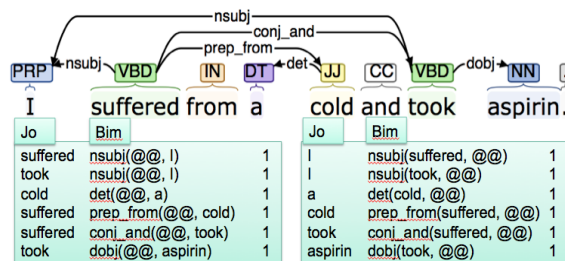 nsubj
conj_and
prep_from
PRP nsubj VBD IN DT det JJ CC VBD dobj NN
I suffered from a cold and took aspirin.
Jo Bim
suffered nsubj(@@, I) 1
took nsubj(@@, I) 1
cold det(@@, a) 1
suffered prep_from(@@, cold) 1
suffered conj_and(@@, took) 1
took dobj(@@, aspirin) 1
Jo Bim
I nsubj(suffered, @@) 1
I nsubj(took, @@) 1
a det(cold, @@) 1
cold prep_from(suffered, @@) 1
took conj_and(suffered, @@) 1
aspirin dobj(took, @@) 1